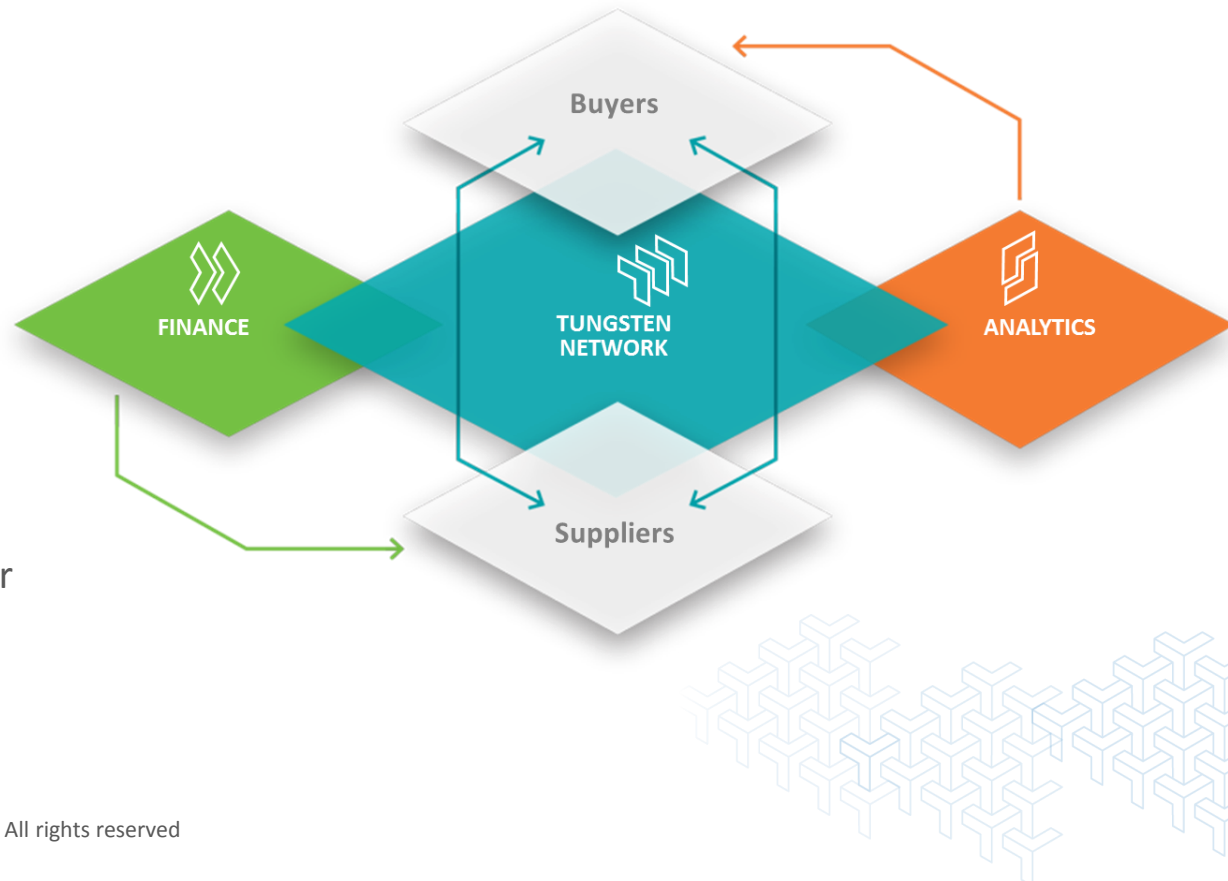 Buyers
FINANCE
TUNGSTEN
NETWORK
ANALYTICS
Suppliers
r
All rights reserved